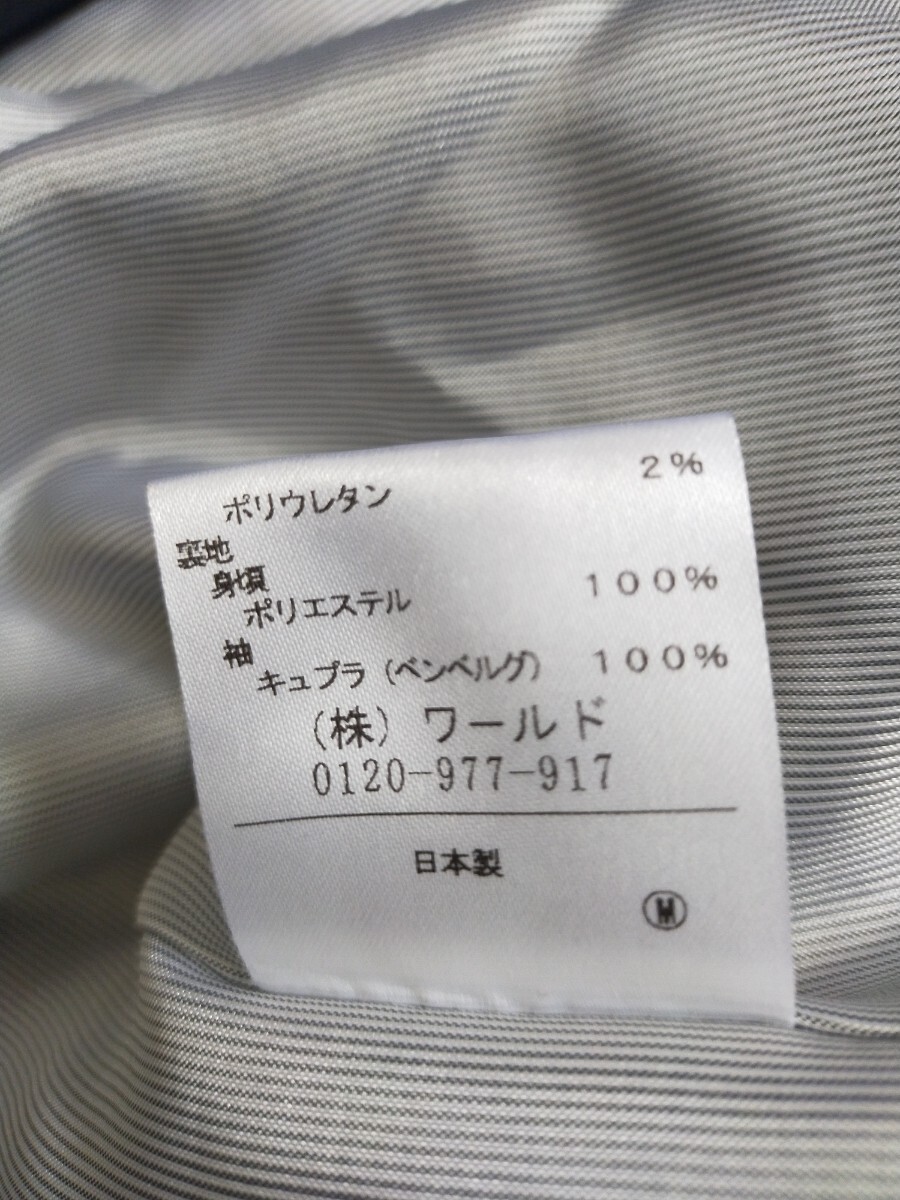 ポリウレタン 2%
裏地
身頃
ポリエステル 100%
袖
キュプラ(ベンベルグ) 100%
(株)ワールド
0120-977-917
日本製
Ⓜ